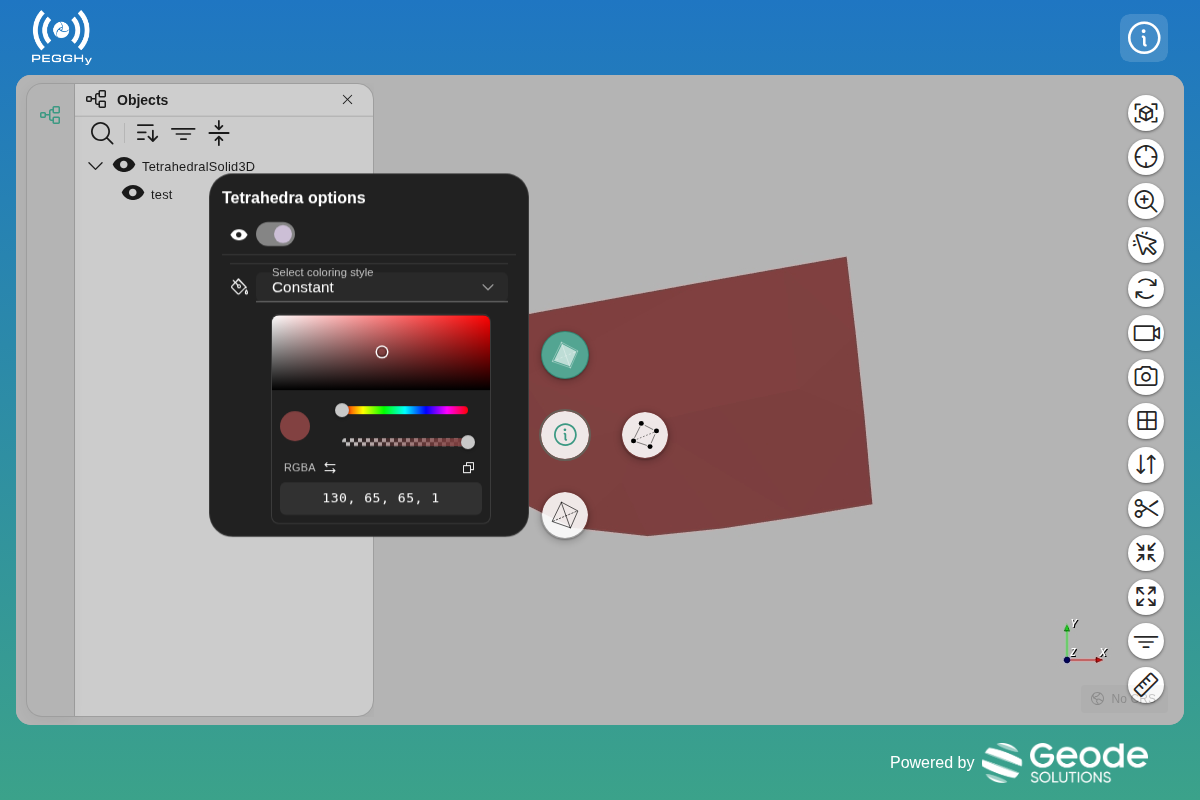 PEGGHy
Objects
TetrahedralSolid3D
test
Tetrahedra options
Select coloring style
Constant
RGBA
130, 65, 65, 1
Y
Z
X
No CRS
Powered by
Geode
SOLUTIONS